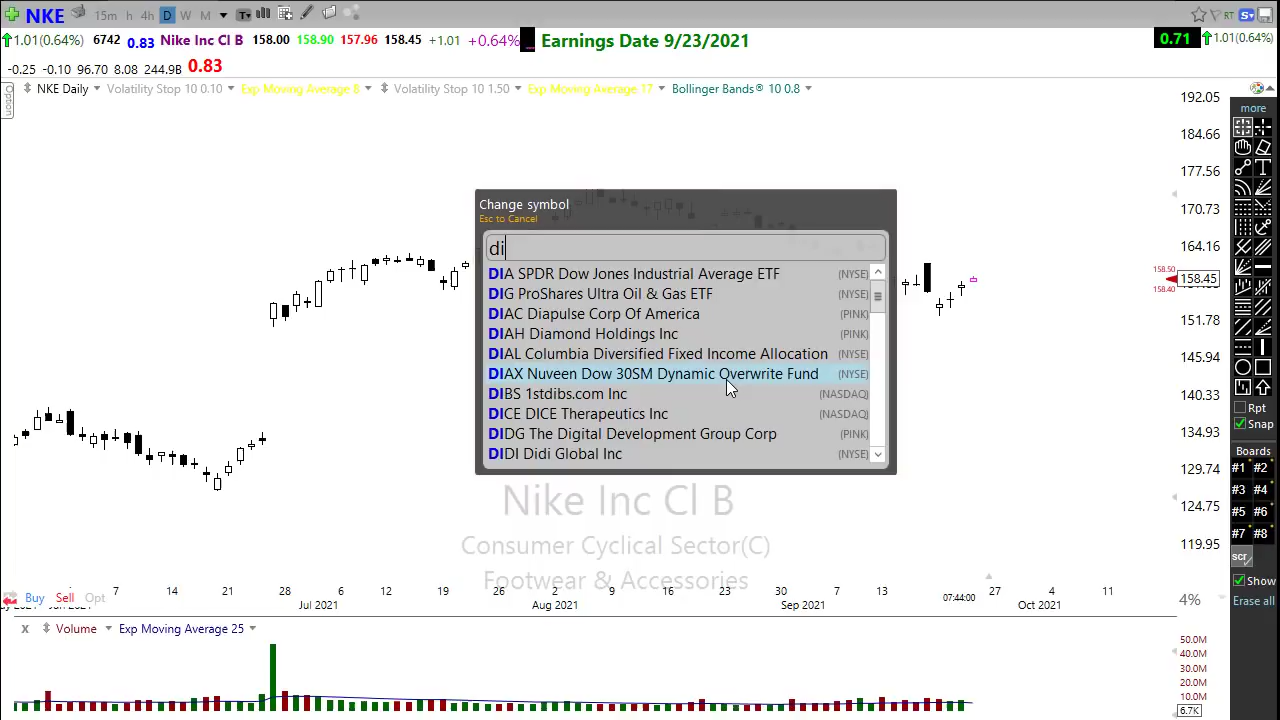 NKE 15m 1h 4h D W M T RT S
1.01(0.64%) 6742 0.83 Nike Inc Cl B 158.00 158.90 157.96 158.45 +1.01 +0.64% Earnings Date 9/23/2021 0.71 1.01(0.64%)
-0.25 -0.10 96.70 8.08 244.9B 0.83
Option
NKE Daily Volatility Stop 10 0.10 Exp Moving Average 8 Volatility Stop 10 1.50 Exp Moving Average 17 Bollinger Bands® 10 0.8
192.05
184.66
177.56
170.73
164.16
158.50
158.45
158.40
151.78
145.94
140.33
134.93
129.74
124.75
119.95
Change symbol
Esc to Cancel
di
DIA SPDR Dow Jones Industrial Average ETF (NYSE)
DIG ProShares Ultra Oil & Gas ETF (NYSE)
DIAC Diapulse Corp Of America (PINK)
DIAH Diamond Holdings Inc (PINK)
DIAL Columbia Diversified Fixed Income Allocation (NYSE)
DIAX Nuveen Dow 30SM Dynamic Overwrite Fund (NYSE)
DIBS 1stdibs.com Inc (NASDAQ)
DICE DICE Therapeutics Inc (NASDAQ)
DIDG The Digital Development Group Corp (PINK)
DIDI Didi Global Inc (NYSE)
Nike Inc Cl B
Consumer Cyclical Sector(C)
Footwear & Accessories
more
Rpt
Snap
Boards
#1 #2
#3 #4
#5 #6
#7 #8
scr
Show
Erase all
Buy Sell Opt
7 14 21 28 6 12 19 26 2 9 16 23 30 7 13 07:44:00 27 4 11
Jul 2021 Aug 2021 Sep 2021 Oct 2021
4%
X Volume Exp Moving Average 25
50.0M
40.0M
30.0M
20.0M
10.0M
6.7K